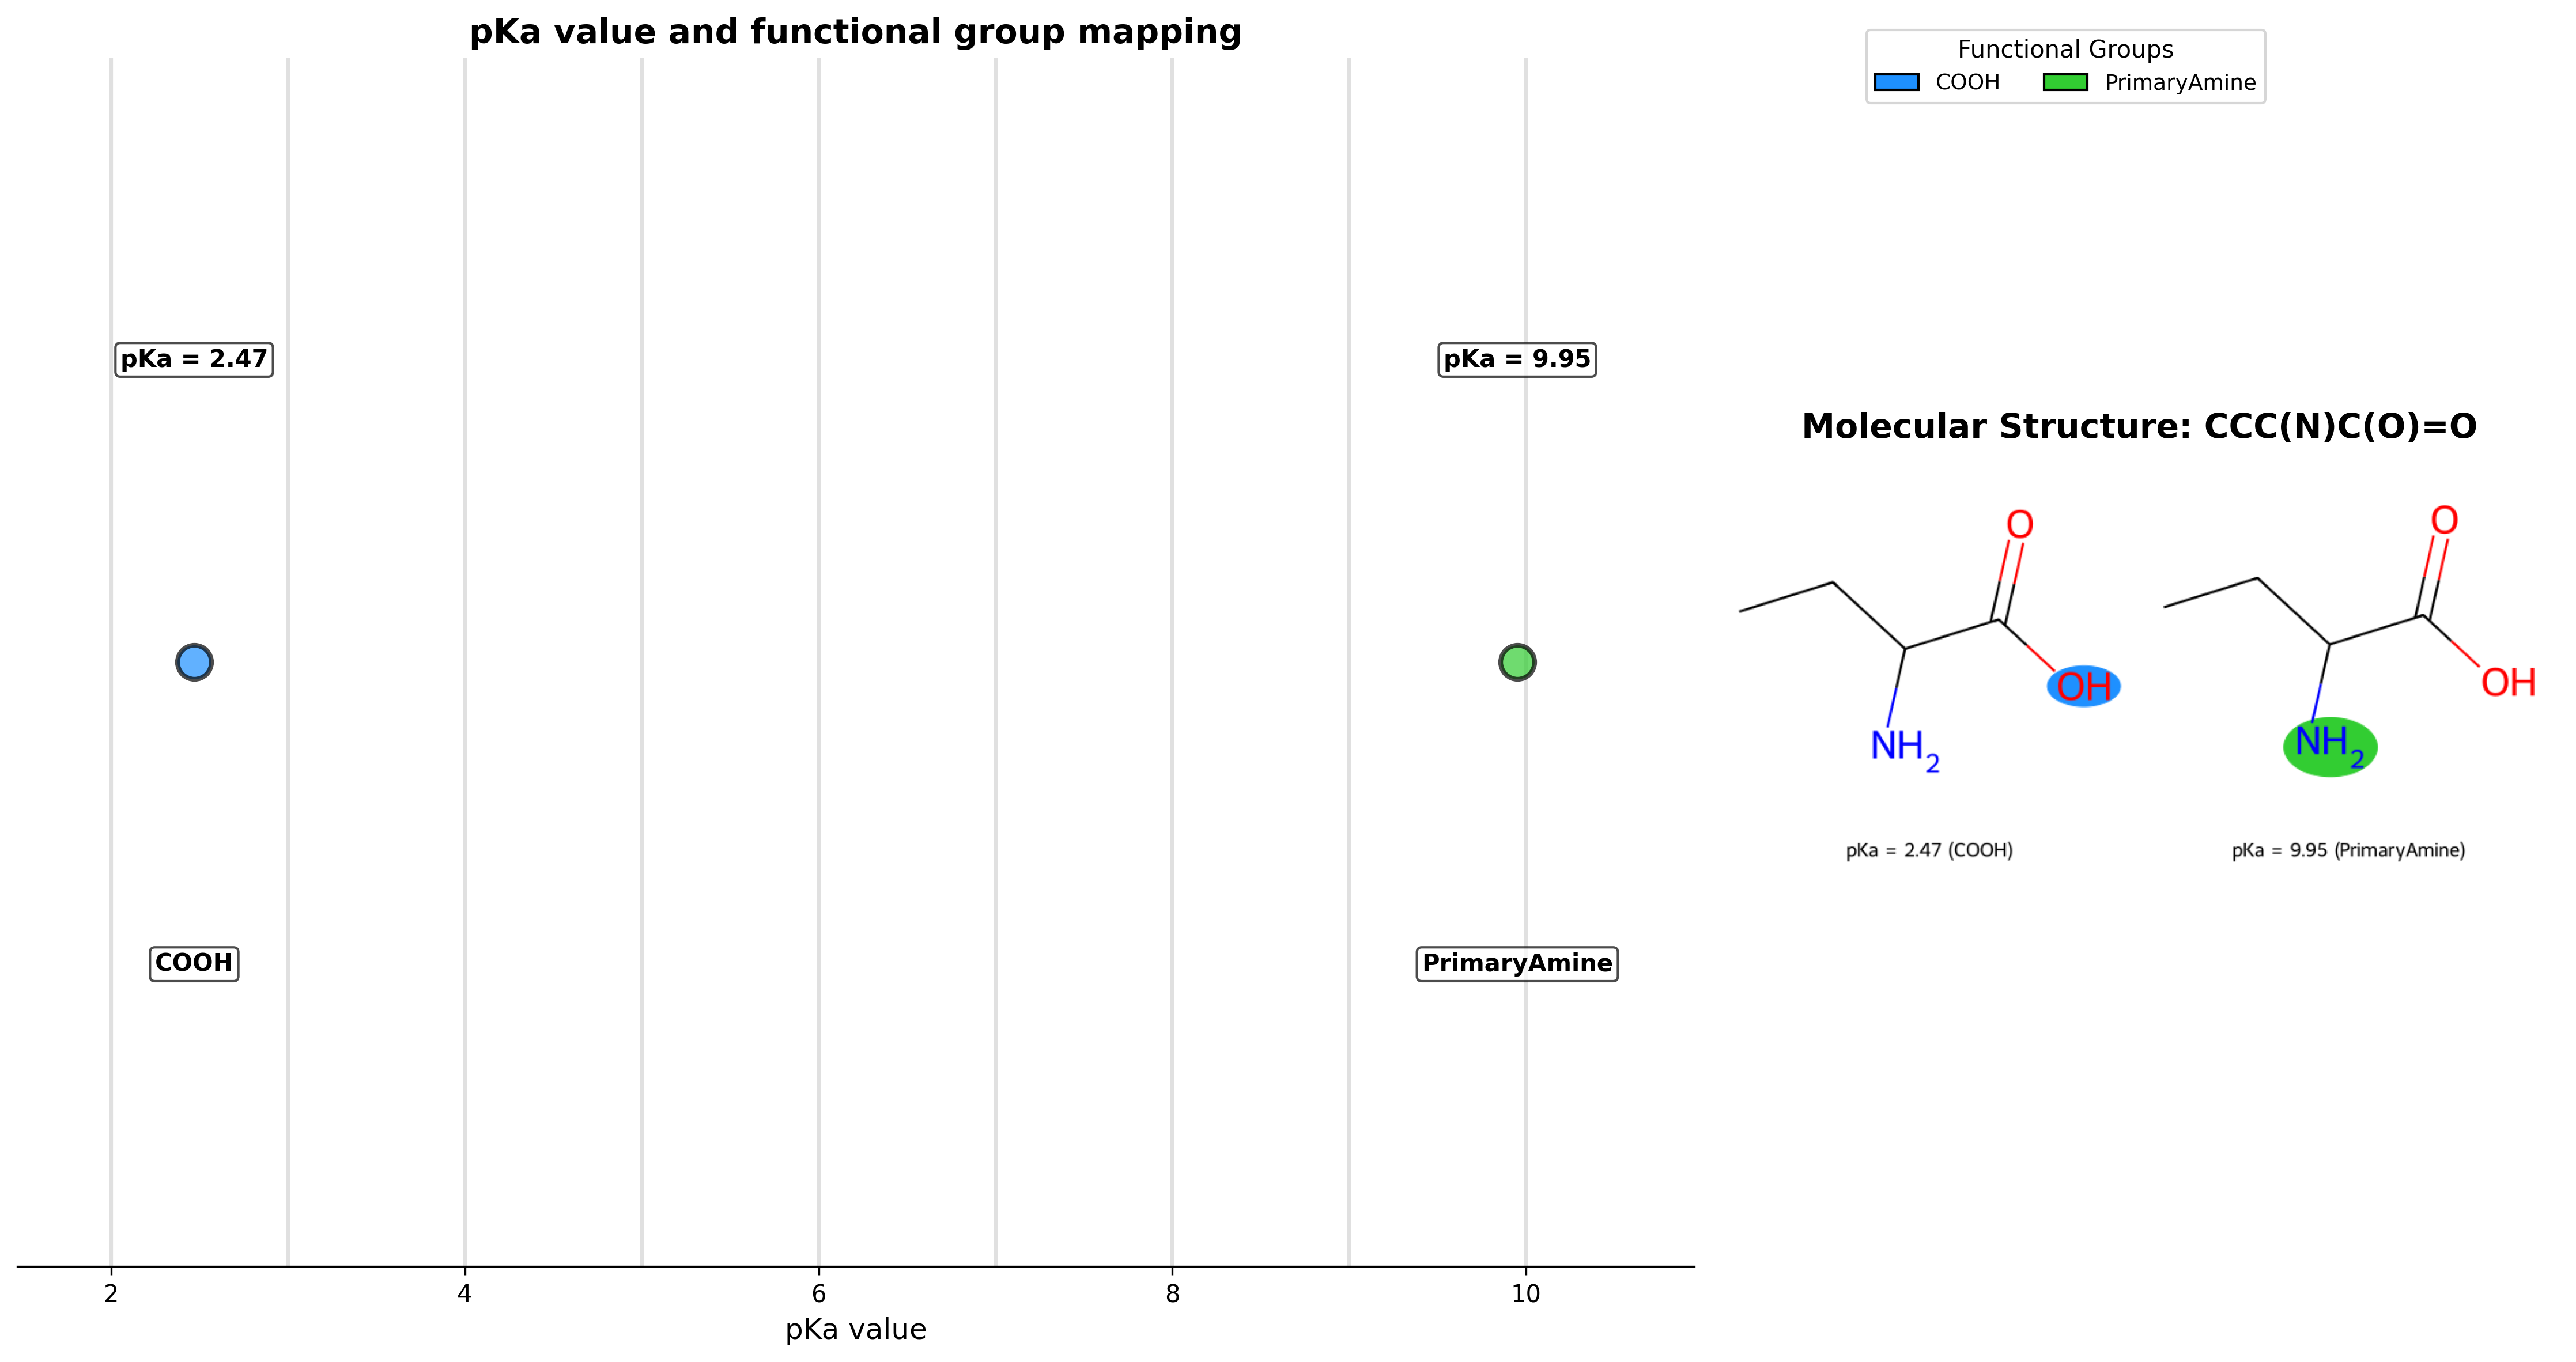 pKa value and functional group mapping
Functional Groups
COOH
PrimaryAmine
pKa = 2.47
pKa = 9.95
COOH
PrimaryAmine
2
4
6
8
10
pKa value
Molecular Structure: CCC(N)C(O)=O
O
OH
NH2
pKa = 2.47 (COOH)
O
OH
NH2
pKa = 9.95 (PrimaryAmine)